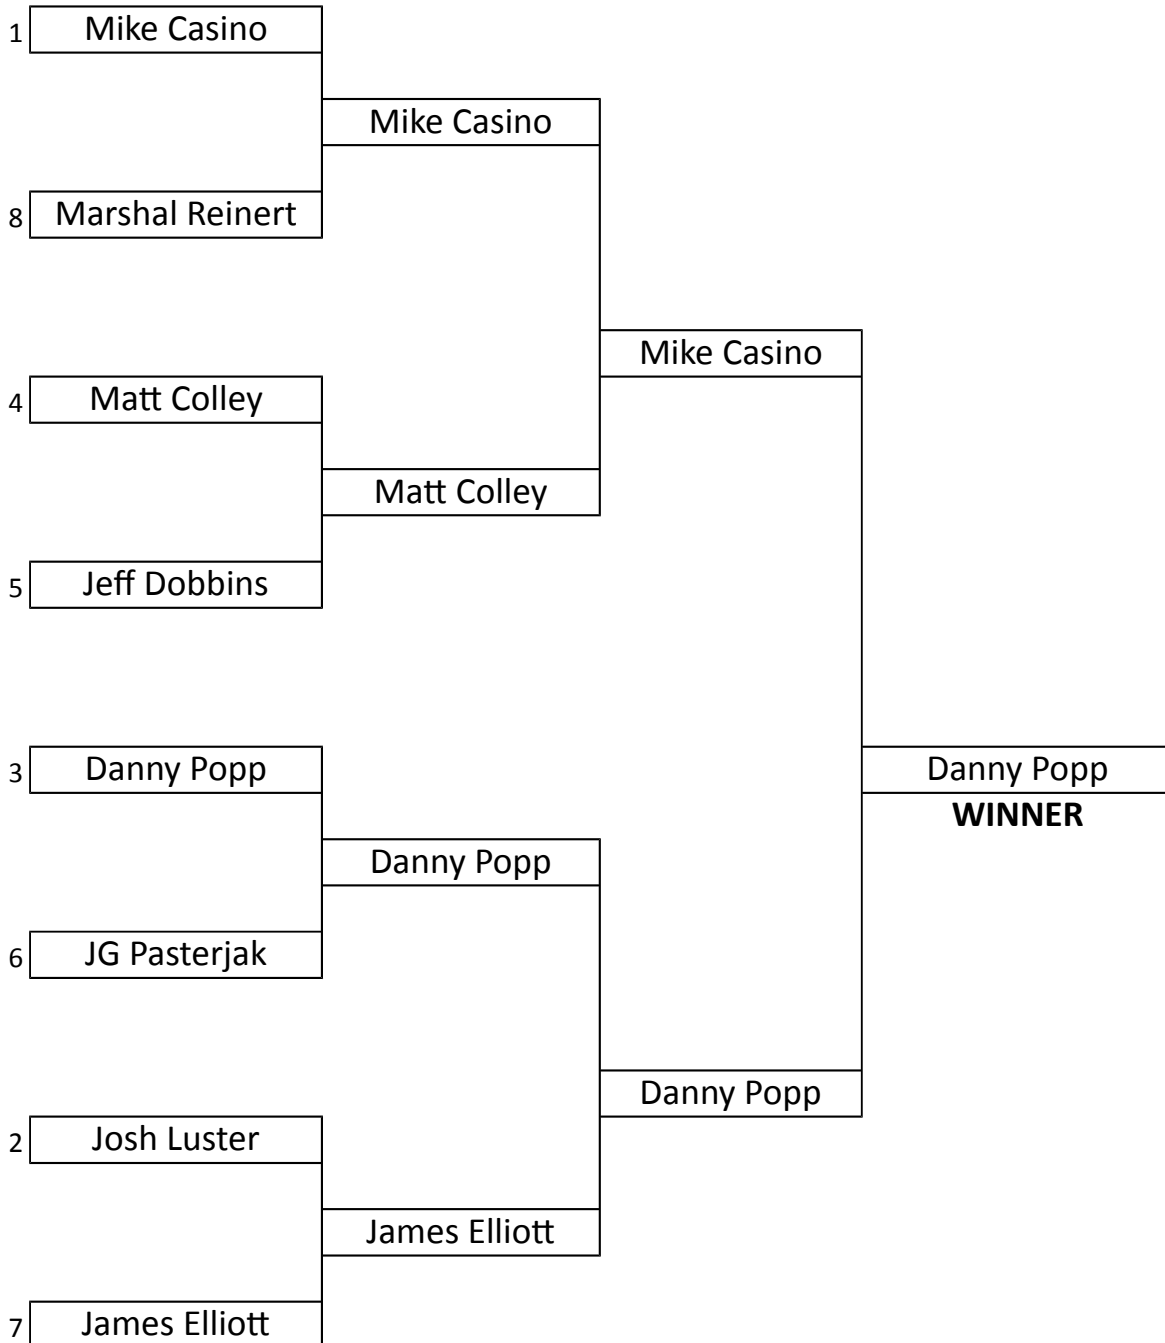 1 Mike Casino
Mike Casino
8 Marshal Reinert
Mike Casino
4 Matt Colley
Matt Colley
5 Jeff Dobbins
3 Danny Popp
Danny Popp
WINNER
Danny Popp
6 JG Pasterjak
Danny Popp
2 Josh Luster
James Elliott
7 James Elliott